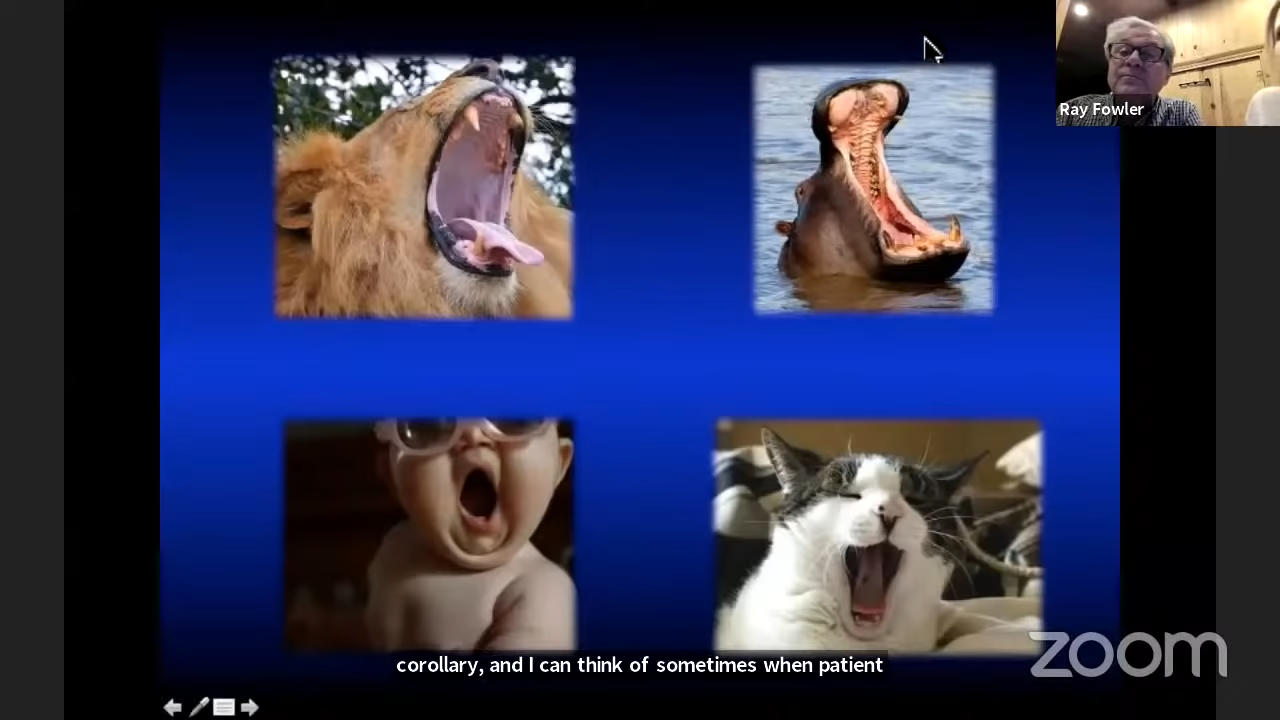 Ray Fowler
corollary, and I can think of sometimes when patient
zoom